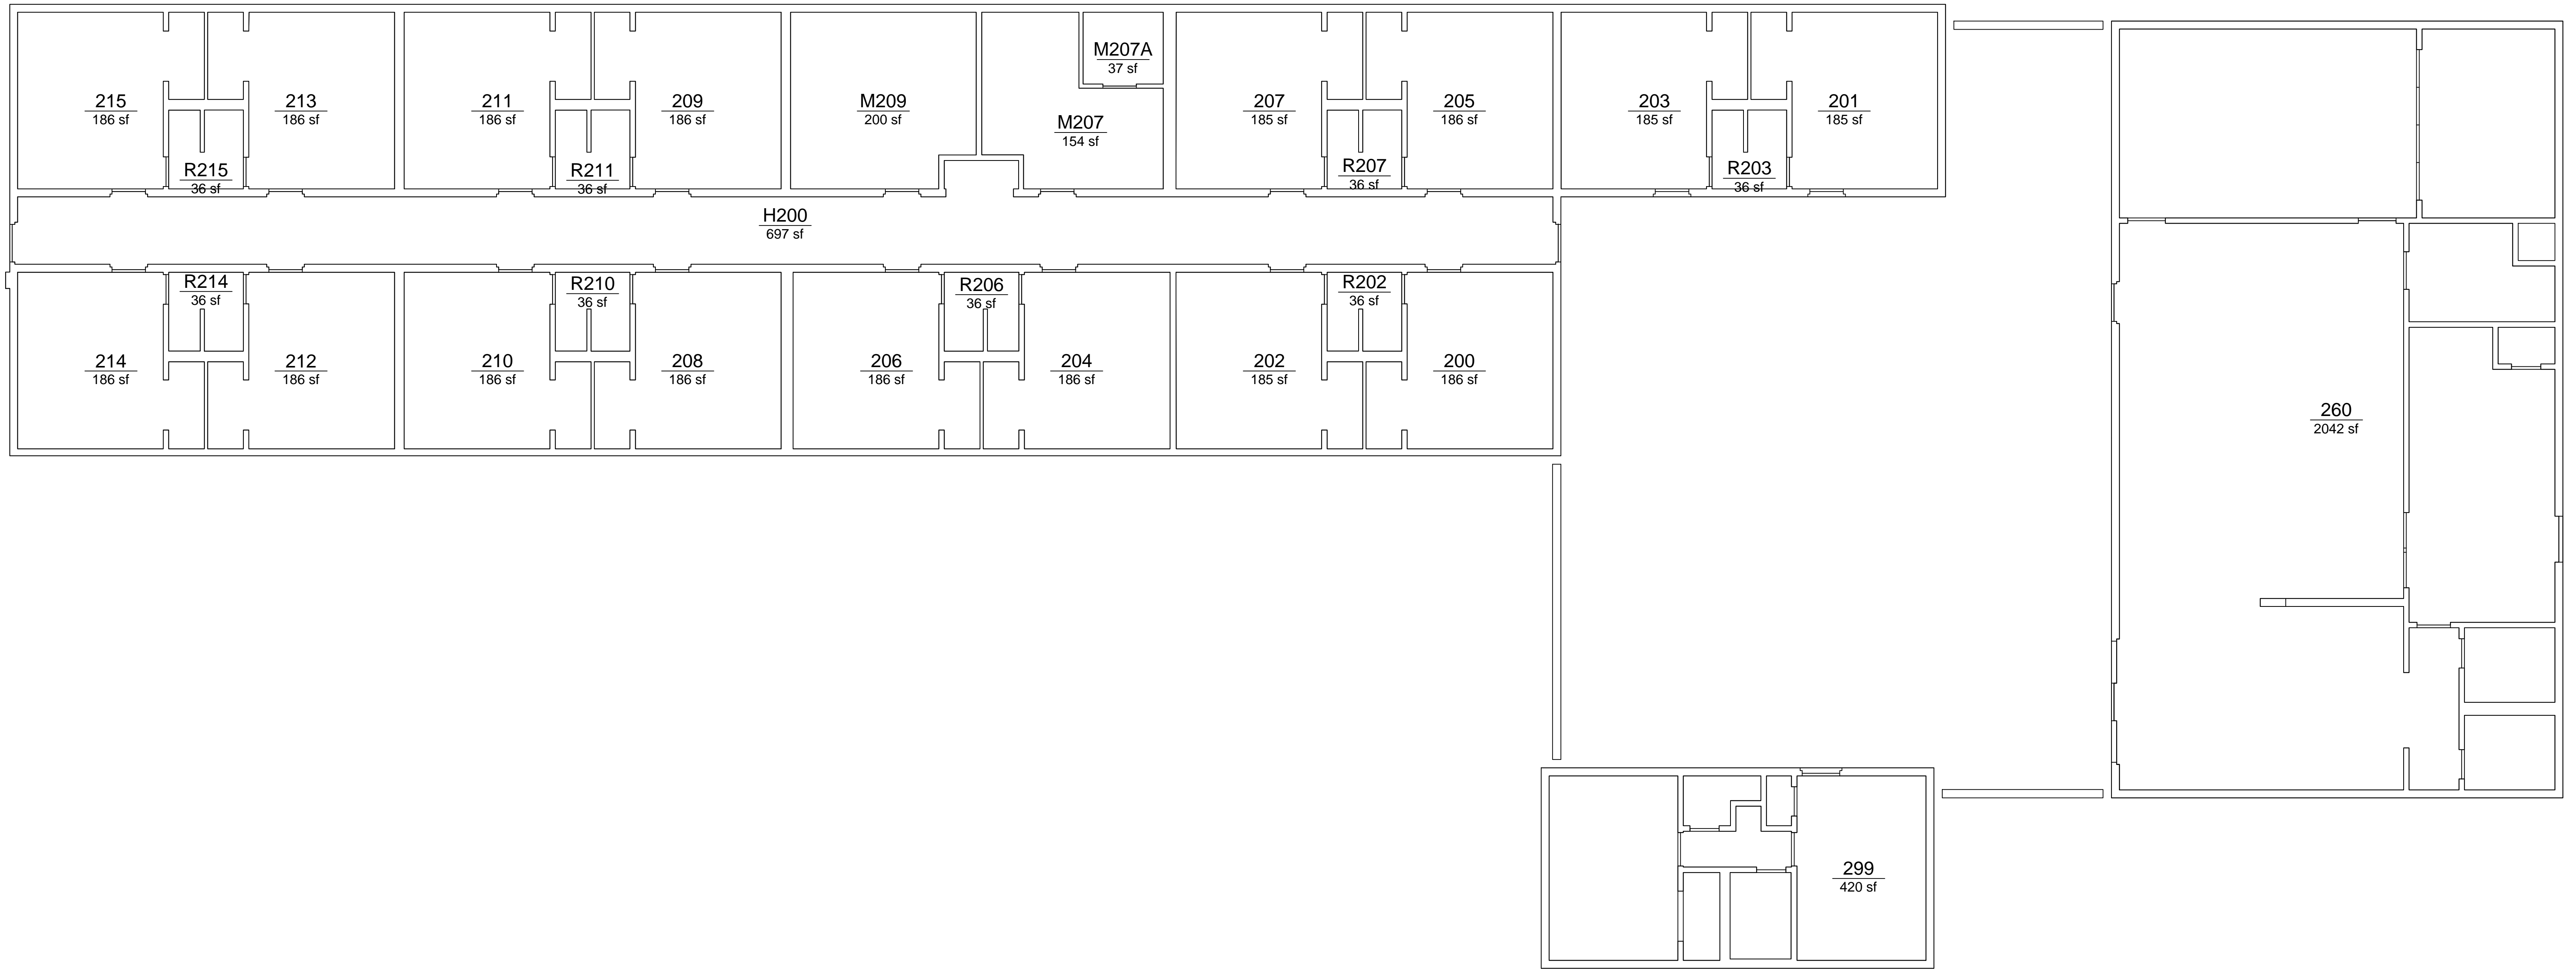 M207A
37 sf
215
186 sf
213
186 sf
211
186 sf
209
186 sf
M209
200 sf
M207
154 sf
207
185 sf
205
186 sf
203
185 sf
201
185 sf
R215
36 sf
R211
36 sf
R207
36 sf
R203
36 sf
H200
697 sf
R214
36 sf
R210
36 sf
R206
36 sf
R202
36 sf
214
186 sf
212
186 sf
210
186 sf
208
186 sf
206
186 sf
204
186 sf
202
185 sf
200
186 sf
260
2042 sf
299
420 sf